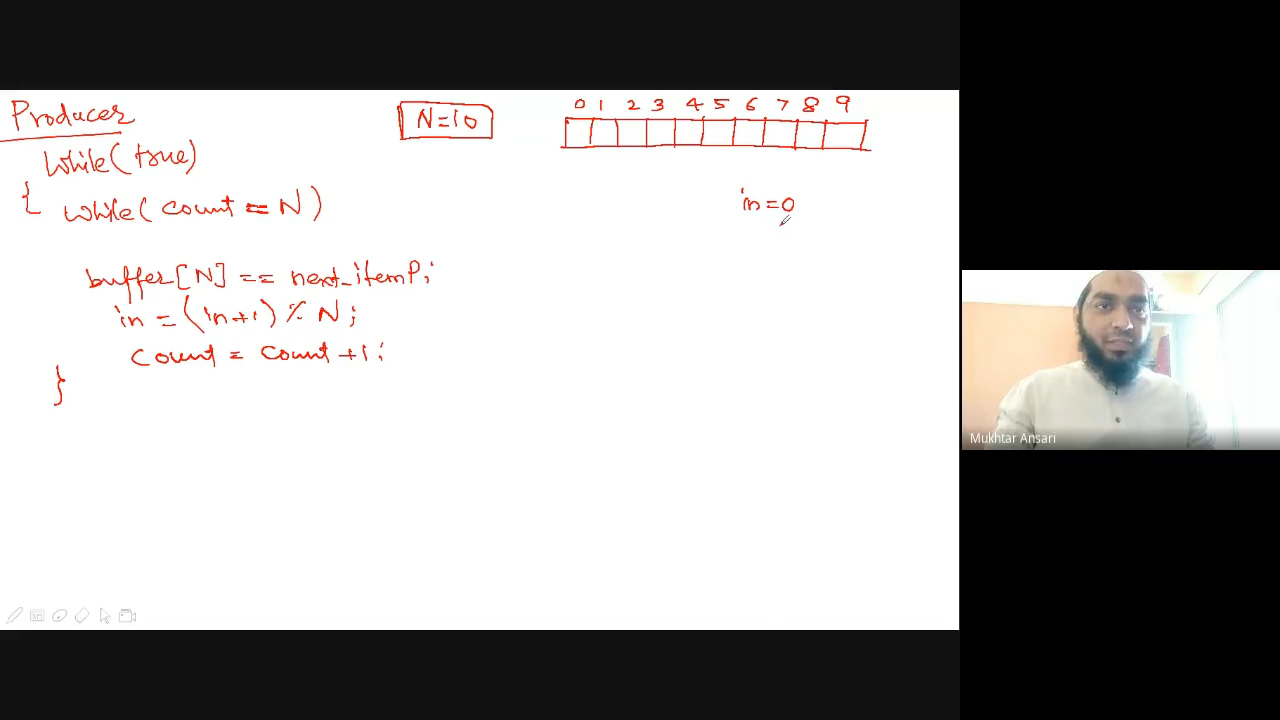 Producer
N=10
0 1 2 3 4 5 6 7 8 9
while(true)
{ while( count = N)
in=0
buffer[N] == next_itemP;
in = (in+1) % N;
count = count +1;
}
Mukhtar Ansari